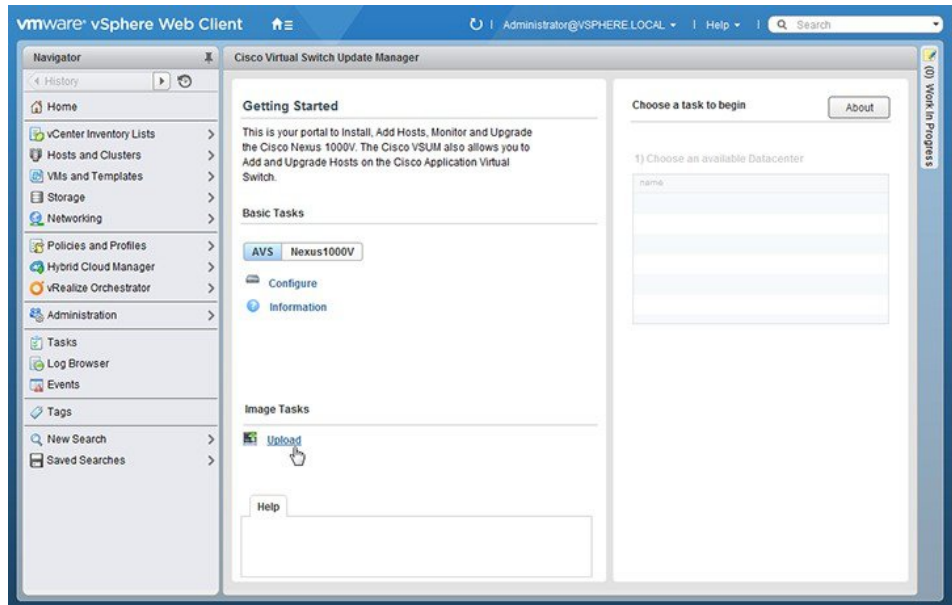 vmware® vSphere Web Client
Administrator@VSPHERE.LOCAL
Help
Search
Navigator
History
Home
vCenter Inventory Lists
Hosts and Clusters
VMs and Templates
Storage
Networking
Policies and Profiles
Hybrid Cloud Manager
vRealize Orchestrator
Administration
Tasks
Log Browser
Events
Tags
New Search
Saved Searches
Cisco Virtual Switch Update Manager
Getting Started
This is your portal to Install, Add Hosts, Monitor and Upgrade
the Cisco Nexus 1000V. The Cisco VSUM also allows you to
Add and Upgrade Hosts on the Cisco Application Virtual
Switch.
Basic Tasks
AVS Nexus1000V
Configure
Information
Image Tasks
Upload
Help
Choose a task to begin
About
1) Choose an available Datacenter
name
(0) Work In Progress